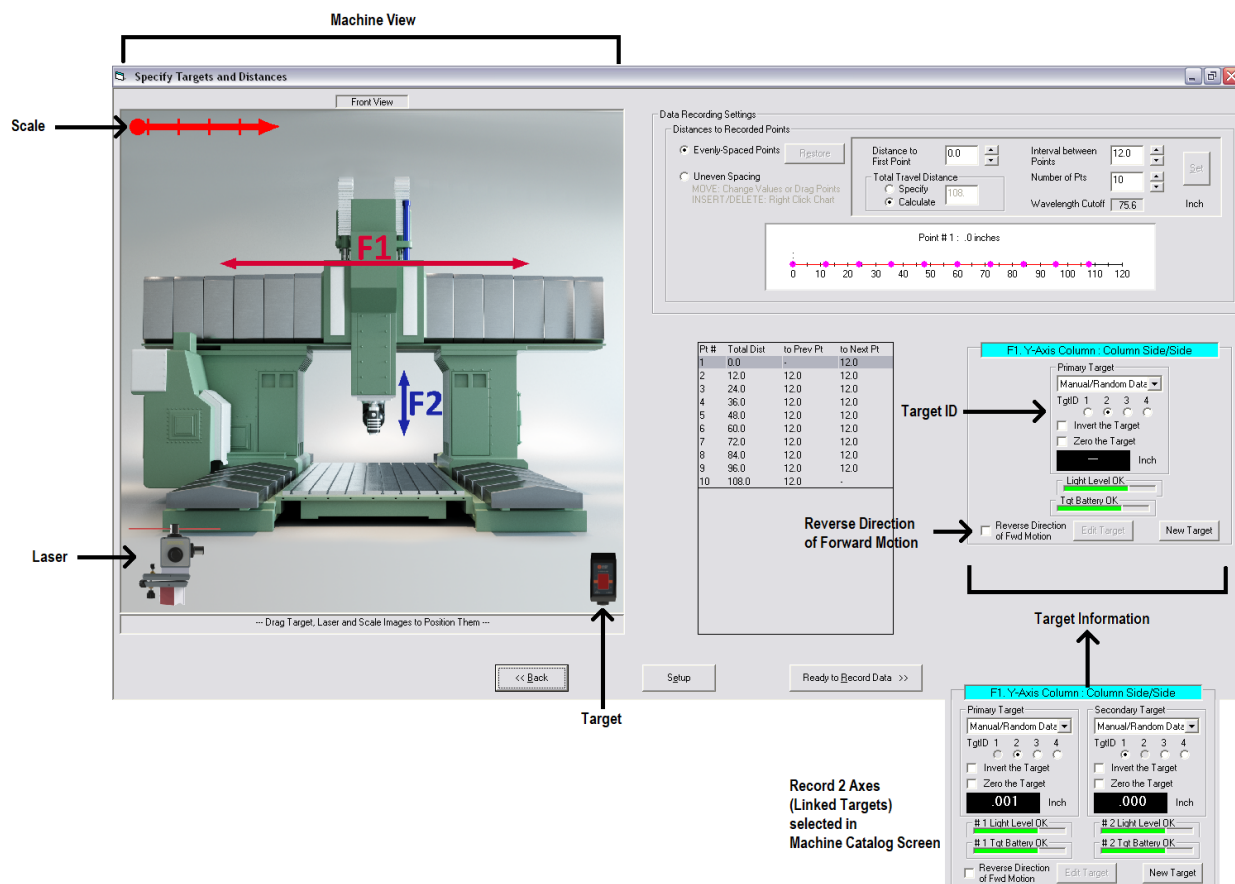 Machine View
Specify Targets and Distances
Front View
Scale
F1
F2
Laser
--- Drag Target, Laser and Scale Images to Position Them ---
Target
Data Recording Settings
Distances to Recorded Points
Evenly-Spaced Points
Restore
Uneven Spacing
MOVE: Change Values or Drag Points
INSERT/DELETE: Right Click Chart
Distance to
First Point
0.0
Total Travel Distance
Specify
108.
Calculate
Interval between
Points
12.0
Number of Pts
10
Wavelength Cutoff
75.6
Set
Inch
Point # 1 : .0 inches
0 10 20 30 40 50 60 70 80 90 100 110 120
Pt # Total Dist to Prev Pt to Next Pt
1 0.0 - 12.0
2 12.0 12.0 12.0
3 24.0 12.0 12.0
4 36.0 12.0 12.0
5 48.0 12.0 12.0
6 60.0 12.0 12.0
7 72.0 12.0 12.0
8 84.0 12.0 12.0
9 96.0 12.0 12.0
10 108.0 12.0 -
F1. Y-Axis Column : Column Side/Side
Primary Target
Manual/Random Data
Target ID
TgtID 1 2 3 4
Invert the Target
Zero the Target
--- Inch
Light Level OK
Tgt Battery OK
Reverse Direction
of Forward Motion
Reverse Direction
of Fwd Motion
Edit Target
New Target
Target Information
<< Back
Setup
Ready to Record Data >>
F1. Y-Axis Column : Column Side/Side
Primary Target Secondary Target
Manual/Random Data Manual/Random Data
TgtID 1 2 3 4 TgtID 1 2 3 4
Invert the Target Invert the Target
Zero the Target Zero the Target
.001 Inch .000 Inch
# 1 Light Level OK # 2 Light Level OK
# 1 Tgt Battery OK # 2 Tgt Battery OK
Reverse Direction
of Fwd Motion
Edit Target
New Target
Record 2 Axes
(Linked Targets)
selected in
Machine Catalog Screen